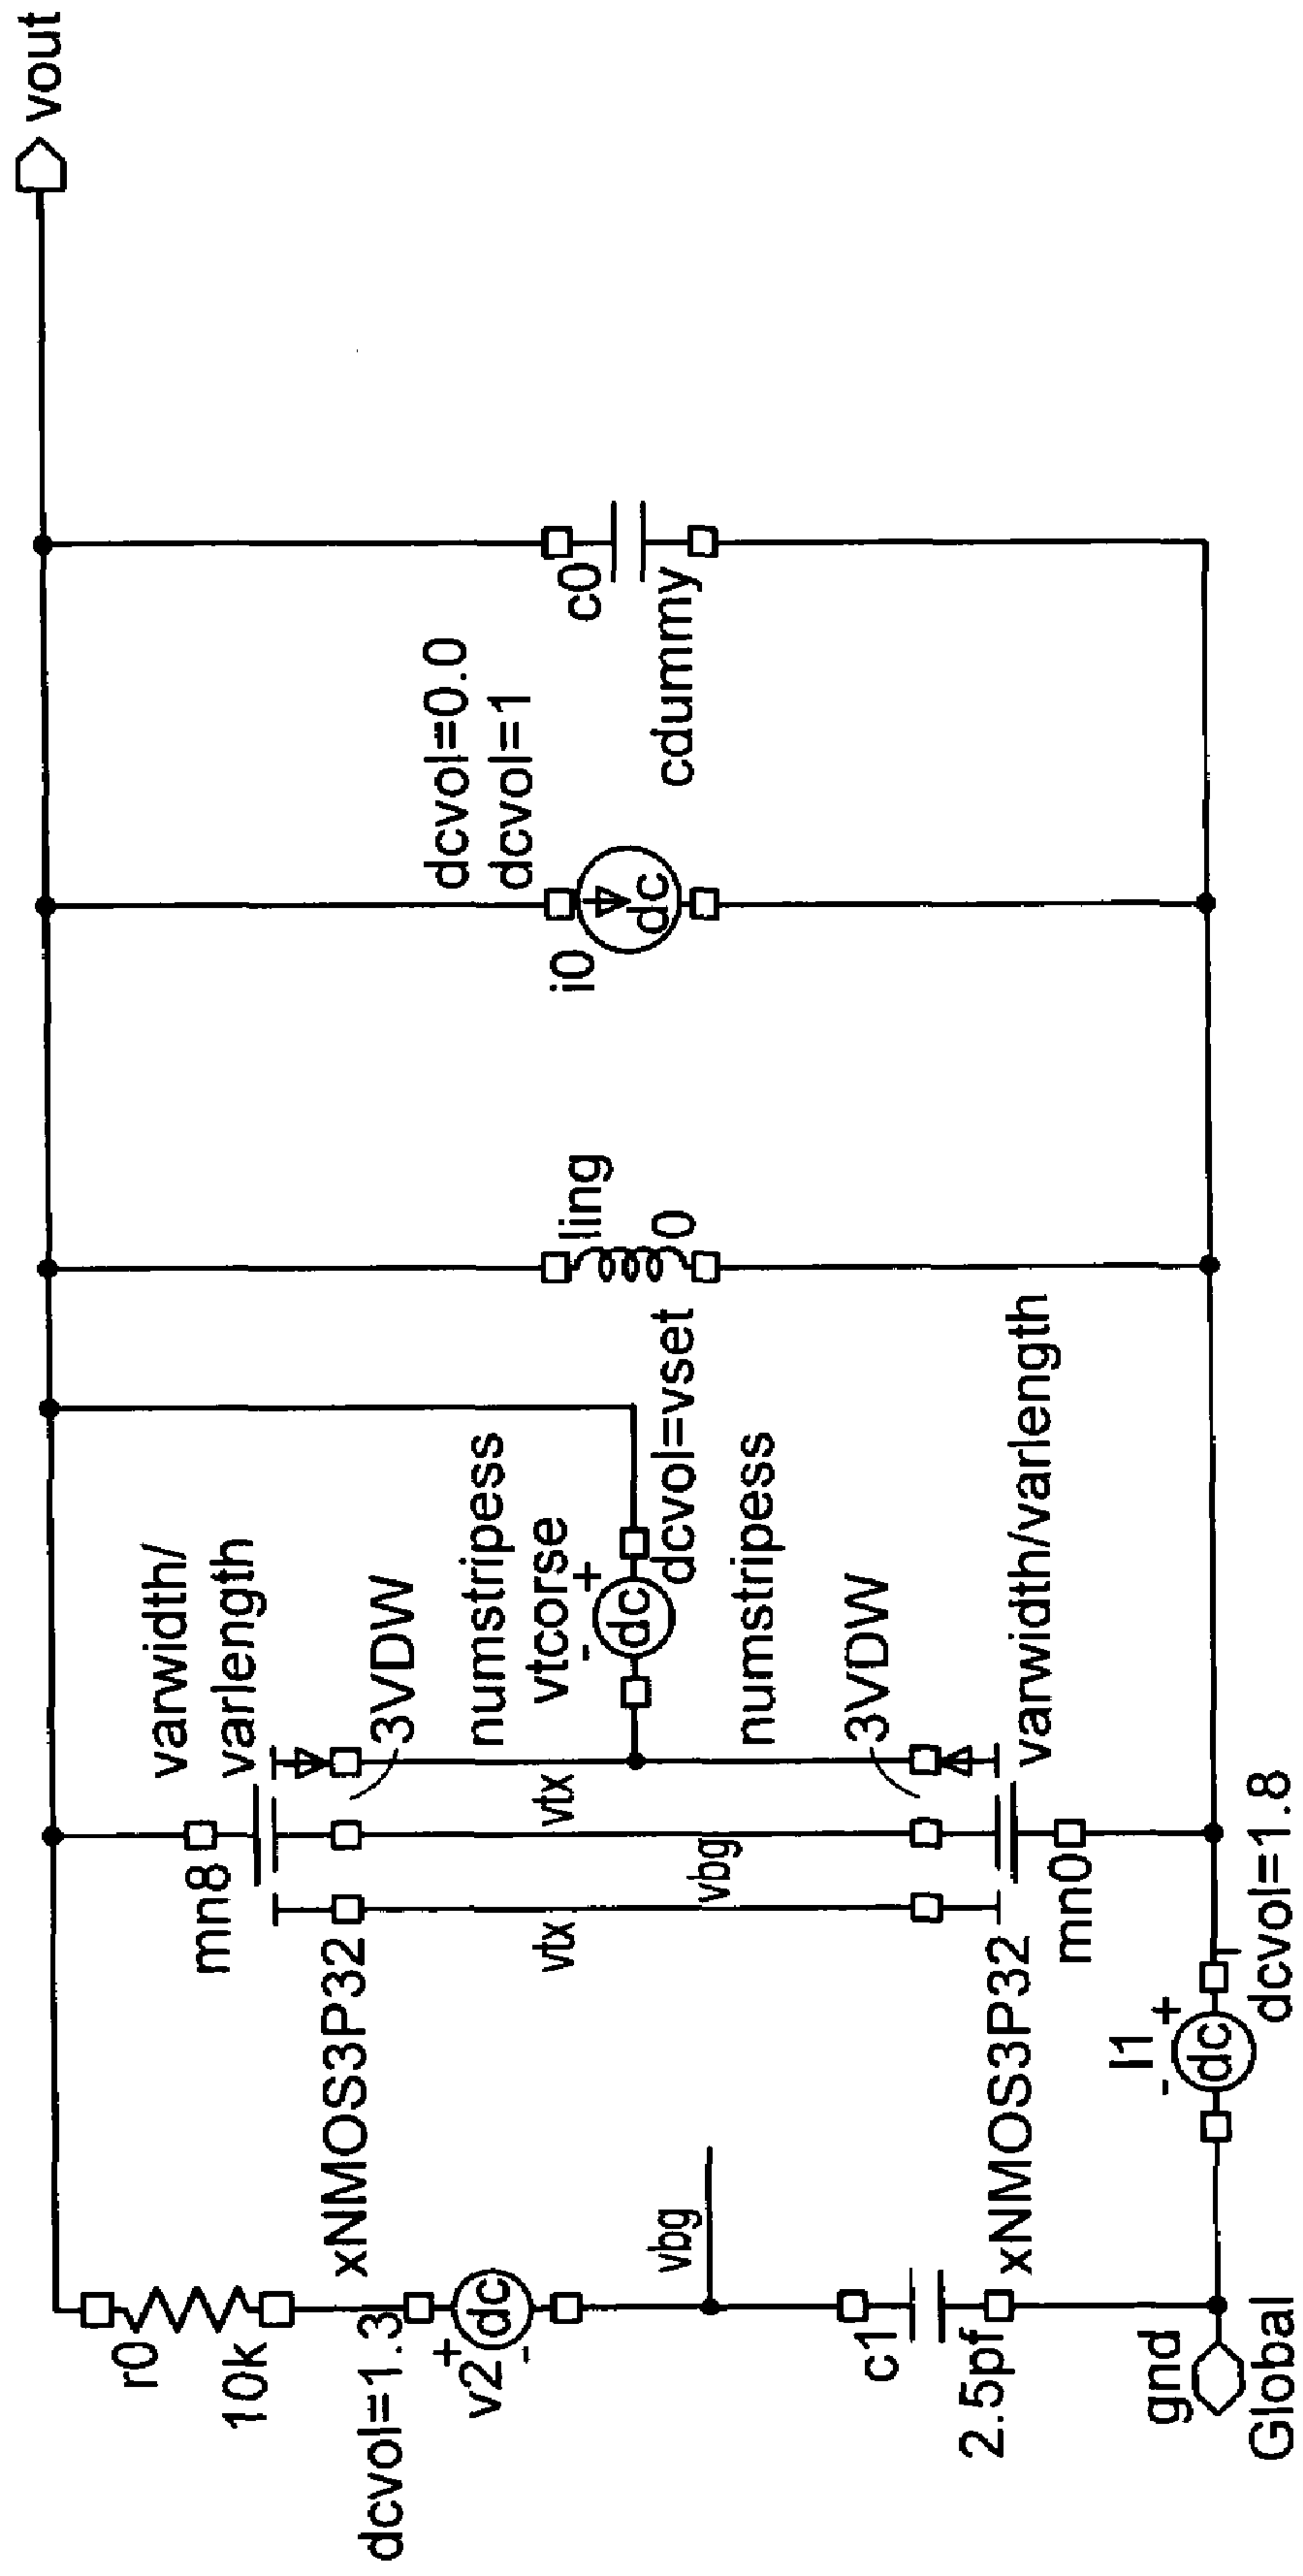 vout
r0
10k
dcvol=1.3
+
v2
dc
-
vbg
c1
2.5pf
gnd
Global
mn8
varwidth/
varlength
xNMOS3P32
3VDW
vtx
vbg
vtx
numstripess
vtcorse
- +
dc
dcvol=vset
numstripess
3VDW
xNMOS3P32
mn0
varwidth/varlength
I1
- +
dc
dcvol=1.8
ling
0
i0
dc
dcvol=0.0
dcvol=1
c0
cdummy